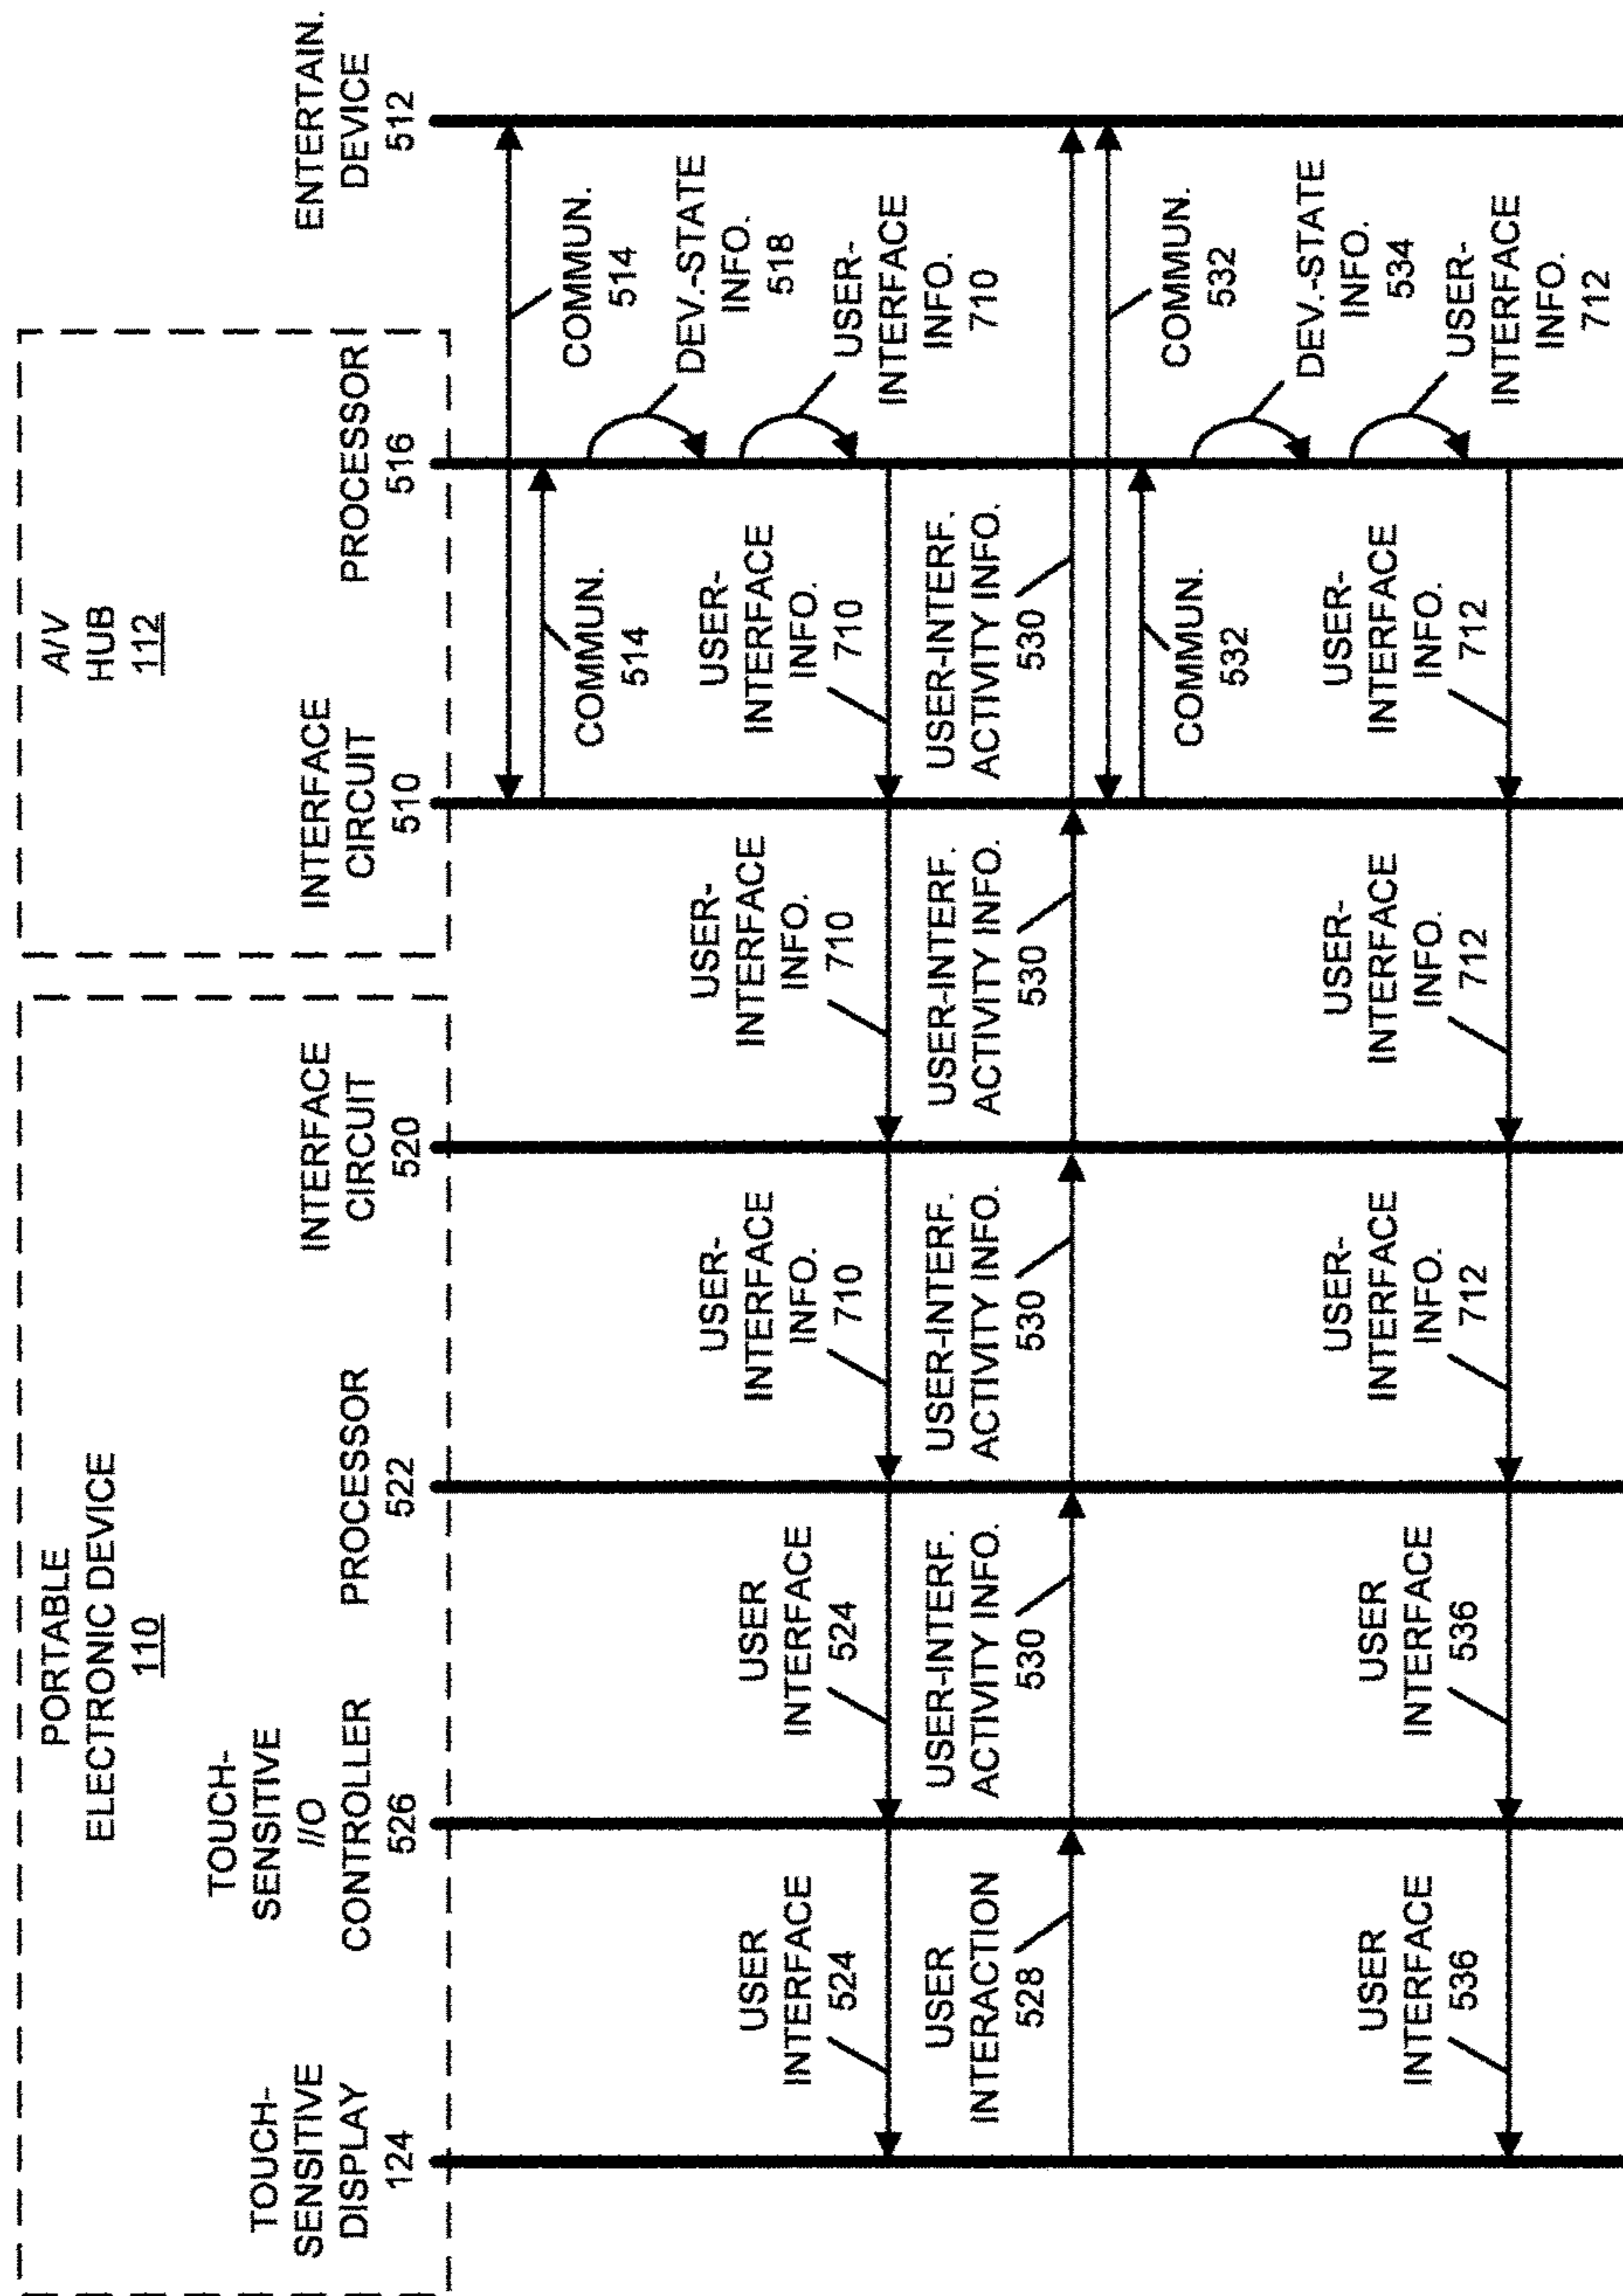 PORTABLE
ELECTRONIC DEVICE
110
A/V
HUB
112
TOUCH-
SENSITIVE
DISPLAY
124
TOUCH-
SENSITIVE
I/O
CONTROLLER
526
PROCESSOR
522
INTERFACE
CIRCUIT
520
INTERFACE
CIRCUIT
510
PROCESSOR
516
ENTERTAIN.
DEVICE
512
COMMUN.
514
COMMUN.
514
DEV.-STATE
INFO.
518
USER-
INTERFACE
INFO.
710
USER
INTERFACE
524
USER
INTERFACE
524
USER-
INTERFACE
INFO.
710
USER-
INTERFACE
INFO.
710
USER-
INTERFACE
INFO.
710
USER
INTERACTION
528
USER-INTERF.
ACTIVITY INFO.
530
USER-INTERF.
ACTIVITY INFO.
530
USER-INTERF.
ACTIVITY INFO.
530
USER-INTERF.
ACTIVITY INFO.
530
COMMUN.
532
COMMUN.
532
DEV.-STATE
INFO.
534
USER-
INTERFACE
INFO.
712
USER
INTERFACE
536
USER
INTERFACE
536
USER-
INTERFACE
INFO.
712
USER-
INTERFACE
INFO.
712
USER-
INTERFACE
INFO.
712